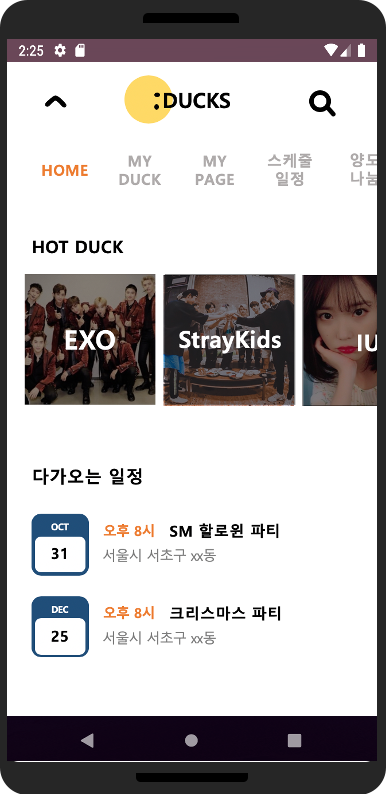 2:25
:DUCKS
HOME
MY
DUCK
MY
PAGE
스케줄
일정
양도
나눔
HOT DUCK
EXO
StrayKids
IU
다가오는 일정
OCT
31
오후 8시 SM 할로윈 파티
서울시 서초구 xx동
DEC
25
오후 8시 크리스마스 파티
서울시 서초구 xx동